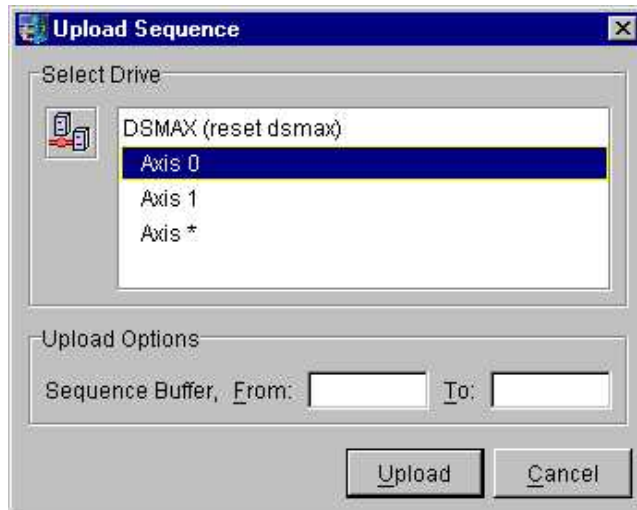 Upload Sequence
Select Drive
DSMAX (reset dsmax)
Axis 0
Axis 1
Axis *
Upload Options
Sequence Buffer, From: To:
Upload Cancel